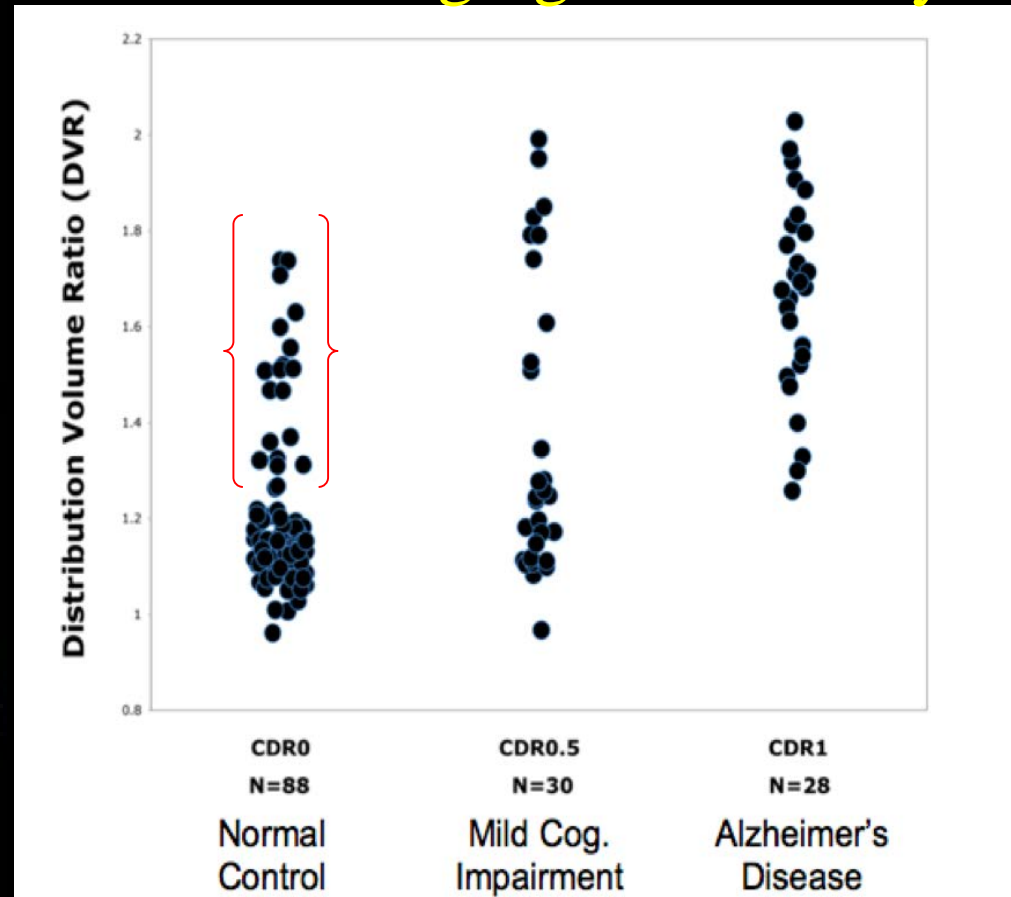 Distribution Volume Ratio (DVR)
2.2
2
1.8
1.6
1.4
1.2
1
0.8
CDR0 CDR0.5 CDR1
N=88 N=30 N=28
Normal Mild Cog. Alzheimer's
Control Impairment Disease